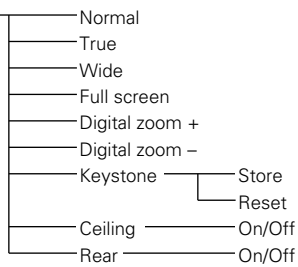 Normal
True
Wide
Full screen
Digital zoom +
Digital zoom –
Keystone Store
Reset
Ceiling On/Off
Rear On/Off